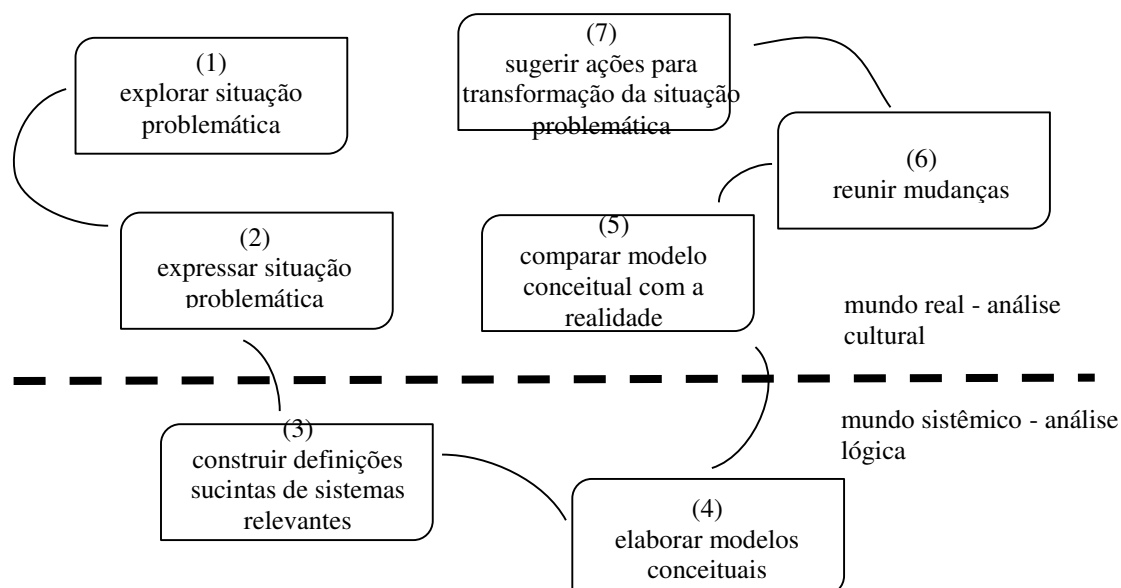 (1)
explorar situação
problemática
(7)
sugerir ações para
transformação da situação
problemática
(6)
reunir mudanças
(2)
expressar situação
problemática
(5)
comparar modelo
conceitual com a
realidade
mundo real - análise
cultural
mundo sistêmico - análise
lógica
(3)
construir definições
sucintas de sistemas
relevantes
(4)
elaborar modelos
conceituais